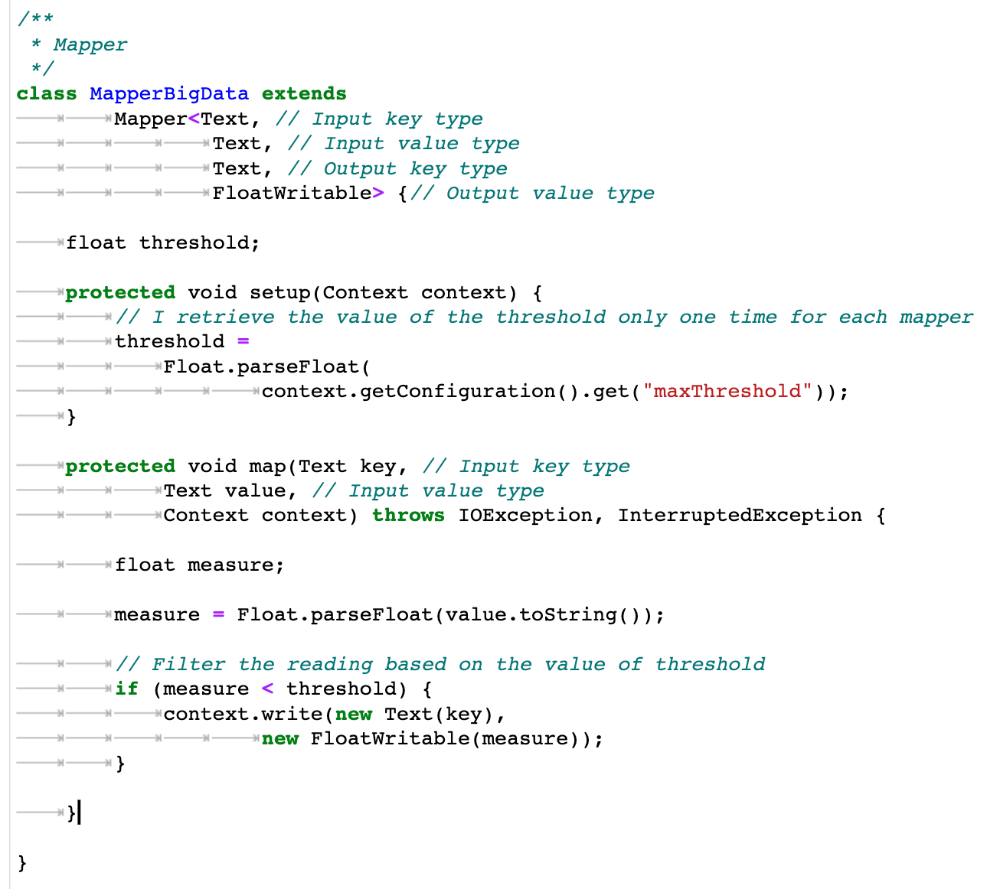 /**
 * Mapper
 */
class MapperBigData extends
		Mapper<Text, // Input key type
				Text, // Input value type
				Text, // Output key type
				FloatWritable> {// Output value type

	float threshold;

	protected void setup(Context context) {
		// I retrieve the value of the threshold only one time for each mapper
		threshold =
			Float.parseFloat(
					context.getConfiguration().get("maxThreshold"));
	}

	protected void map(Text key, // Input key type
			Text value, // Input value type
			Context context) throws IOException, InterruptedException {

		float measure;

		measure = Float.parseFloat(value.toString());

		// Filter the reading based on the value of threshold
		if (measure < threshold) {
			context.write(new Text(key),
					new FloatWritable(measure));
		}

	}

}